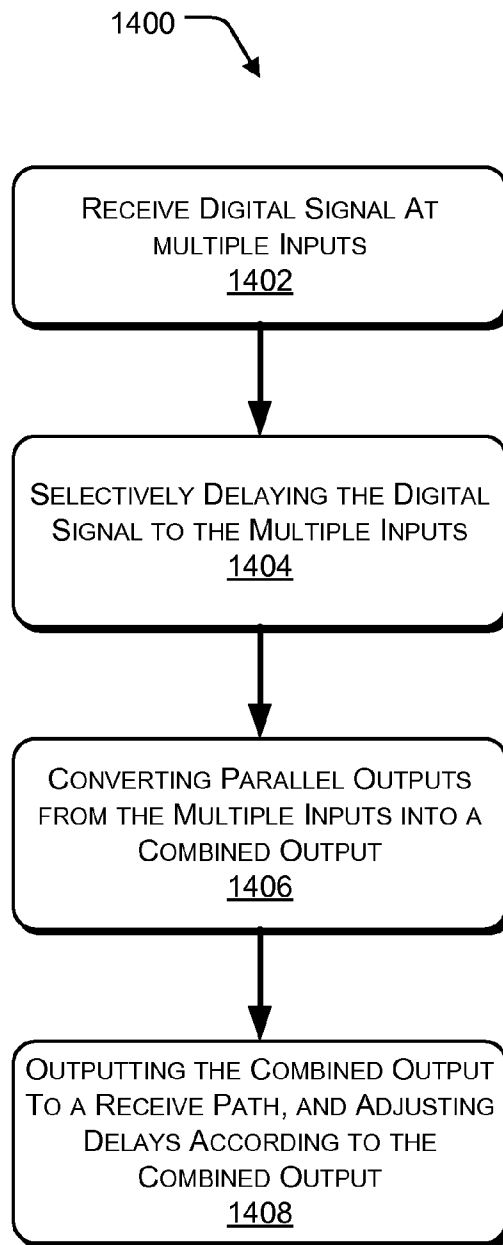 1400
RECEIVE DIGITAL SIGNAL AT
MULTIPLE INPUTS
1402
SELECTIVELY DELAYING THE DIGITAL
SIGNAL TO THE MULTIPLE INPUTS
1404
CONVERTING PARALLEL OUTPUTS
FROM THE MULTIPLE INPUTS INTO A
COMBINED OUTPUT
1406
OUTPUTTING THE COMBINED OUTPUT
TO A RECEIVE PATH, AND ADJUSTING
DELAYS ACCORDING TO THE
COMBINED OUTPUT
1408